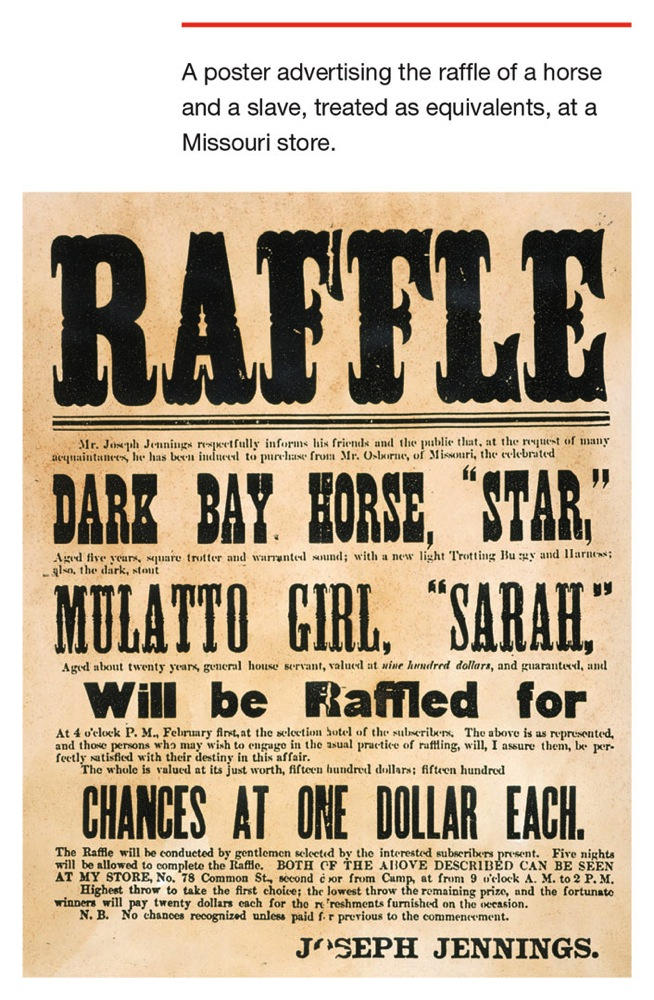 A poster advertising the raffle of a horse
and a slave, treated as equivalents, at a
Missouri store.
RAFFLE
Mr. Joseph Jennings respectfully informs his friends and the public that, at the request of many
acquaintances, he has been induced to purchase from Mr. Osborne, of Missouri, the celebrated
DARK BAY HORSE, "STAR,"
Aged five years, square trotter and warranted sound; with a new light Trotting Buggy and Harness;
also, the dark, stout
MULATTO GIRL, "SARAH,"
Aged about twenty years, general house servant, valued at nine hundred dollars, and guaranteed, and
Will be Raffled for
At 4 o'clock P. M., February first, at the selection hotel of the subscribers. The above is as represented,
and those persons who may wish to engage in the usual practice of raffling, will, I assure them, be per-
fectly satisfied with their destiny in this affair.
The whole is valued at its just worth, fifteen hundred dollars; fifteen hundred
CHANCES AT ONE DOLLAR EACH.
The Raffle will be conducted by gentlemen selected by the interested subscribers present. Five nights
will be allowed to complete the Raffle. BOTH OF THE ABOVE DESCRIBED CAN BE SEEN
AT MY STORE, No. 78 Common St., second door from Camp, at from 9 o'clock A. M. to 2 P. M.
Highest throw to take the first choice; the lowest throw the remaining prize, and the fortunate
winners will pay twenty dollars each for the refreshments furnished on the occasion.
N. B. No chances recognized unless paid for previous to the commencement.
JOSEPH JENNINGS.